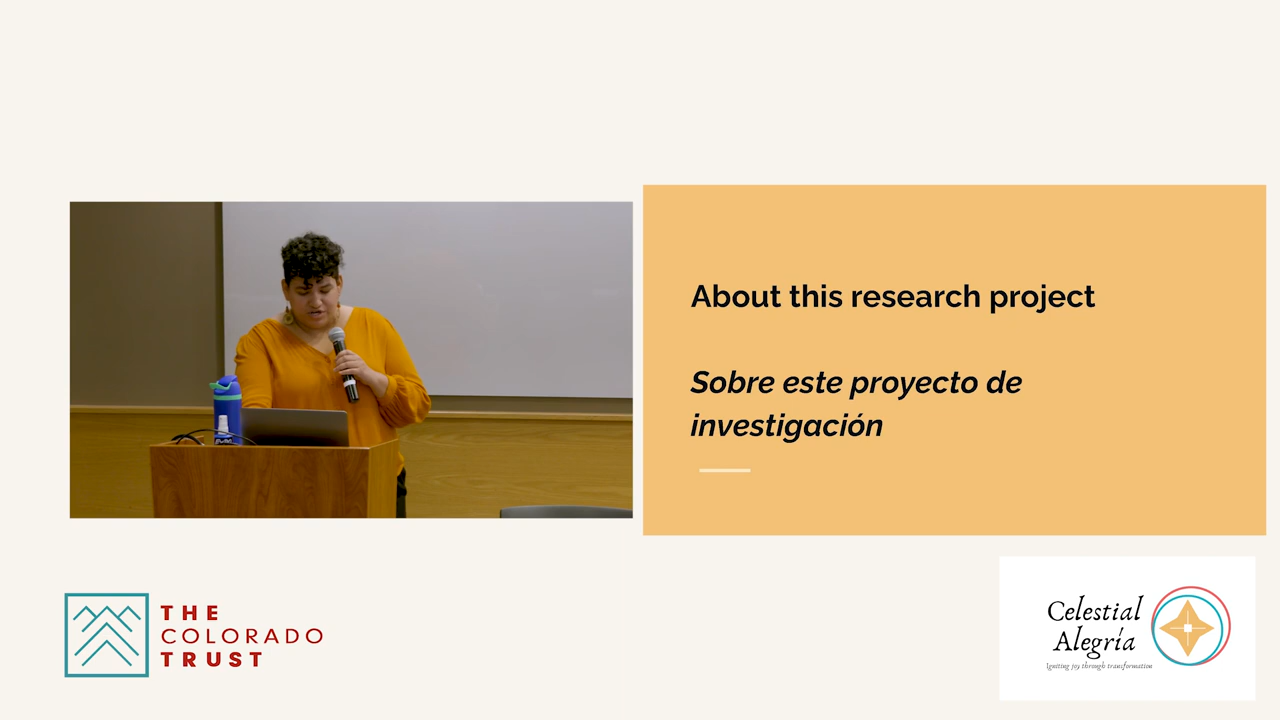 About this research project
Sobre este proyecto de
investigación
THE
COLORADO
TRUST
Celestial
Alegría
Igniting joy through transformation